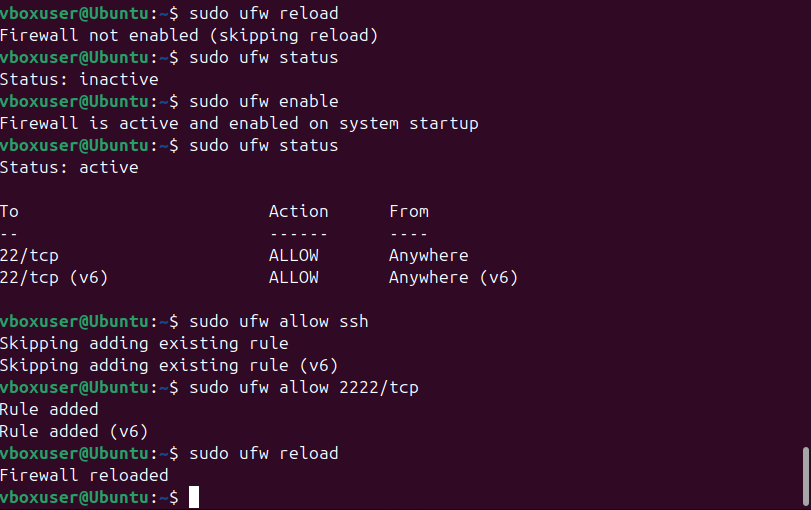 vboxuser@Ubuntu:~$ sudo ufw reload
Firewall not enabled (skipping reload)
vboxuser@Ubuntu:~$ sudo ufw status
Status: inactive
vboxuser@Ubuntu:~$ sudo ufw enable
Firewall is active and enabled on system startup
vboxuser@Ubuntu:~$ sudo ufw status
Status: active

To                         Action      From
--                         ------      ----
22/tcp                     ALLOW       Anywhere
22/tcp (v6)                ALLOW       Anywhere (v6)

vboxuser@Ubuntu:~$ sudo ufw allow ssh
Skipping adding existing rule
Skipping adding existing rule (v6)
vboxuser@Ubuntu:~$ sudo ufw allow 2222/tcp
Rule added
Rule added (v6)
vboxuser@Ubuntu:~$ sudo ufw reload
Firewall reloaded
vboxuser@Ubuntu:~$